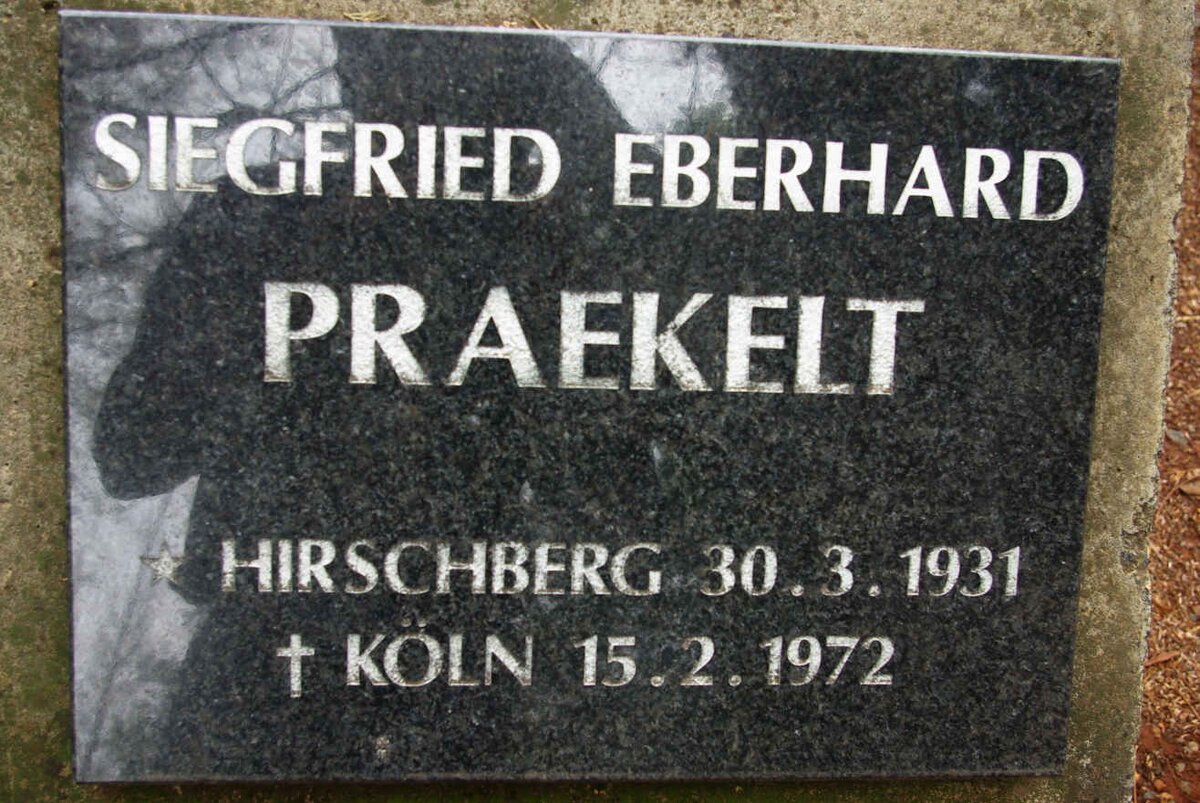 SIEGFRIED EBERHARD
PRAEKELT
★ HIRSCHBERG 30.3.1931
† KÖLN 15.2.1972